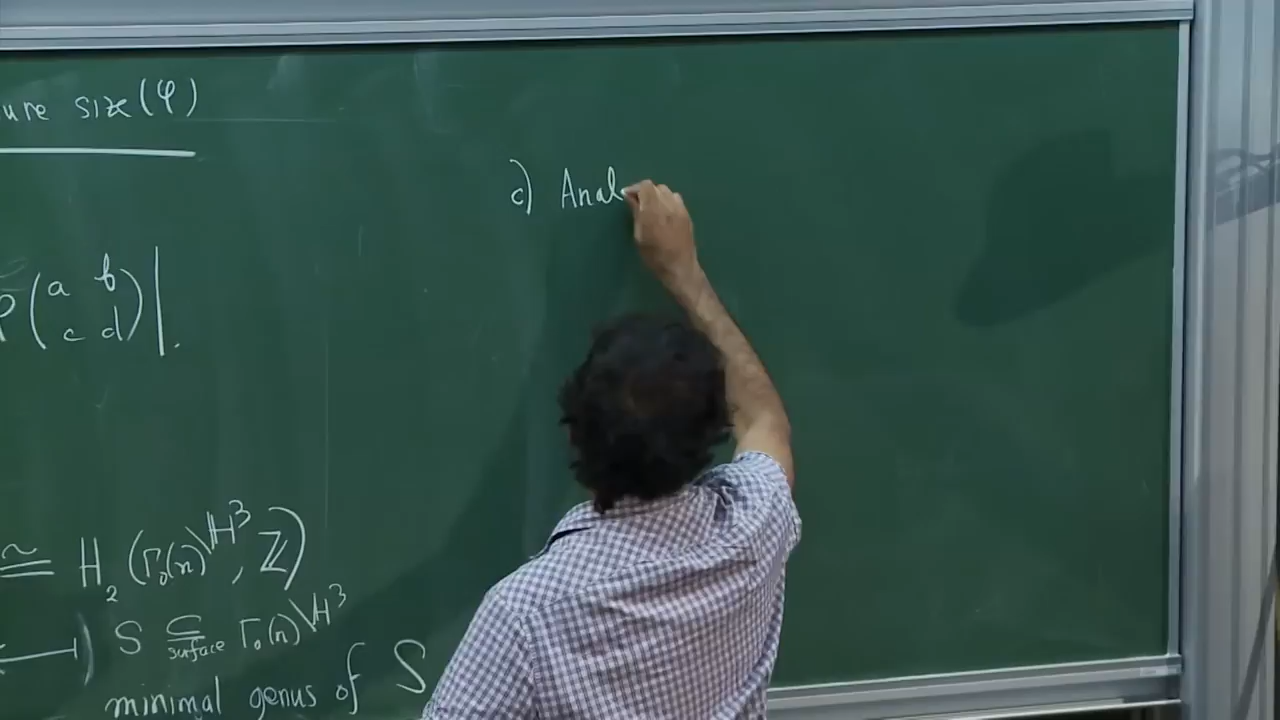 ure size(φ)
φ(a b
c d)|.
≅ H₂(Γ₀(n)\H³, ℤ)
⟼ S ⊆ Γ₀(n)\H³
surface
minimal genus of S
c) Anal